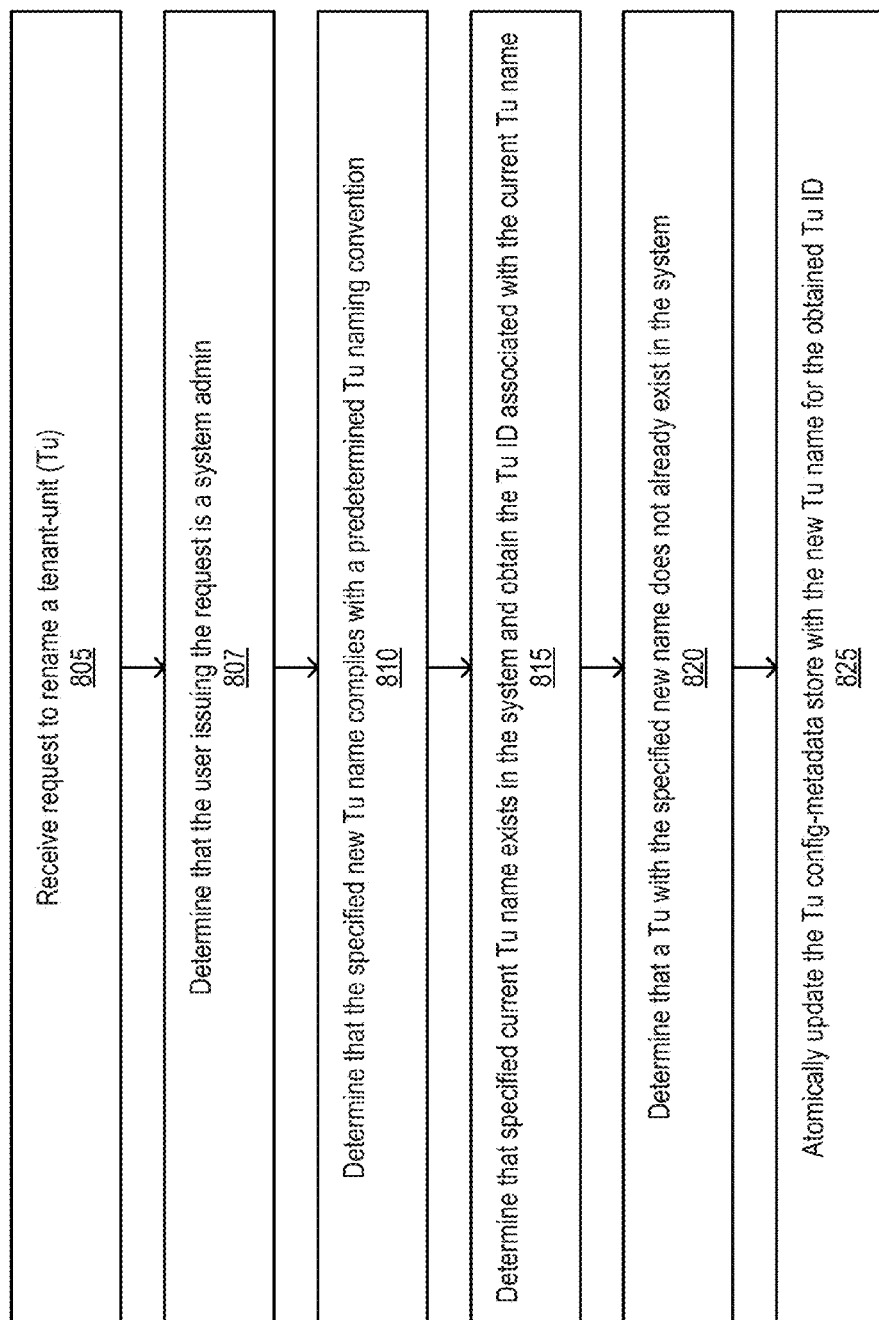 Receive request to rename a tenant-unit (Tu)
805
Determine that the user issuing the request is a system admin
807
Determine that the specified new Tu name complies with a predetermined Tu naming convention
810
Determine that specified current Tu name exists in the system and obtain the Tu ID associated with the current Tu name
815
Determine that a Tu with the specified new name does not already exist in the system
820
Atomically update the Tu config-metadata store with the new Tu name for the obtained Tu ID
825